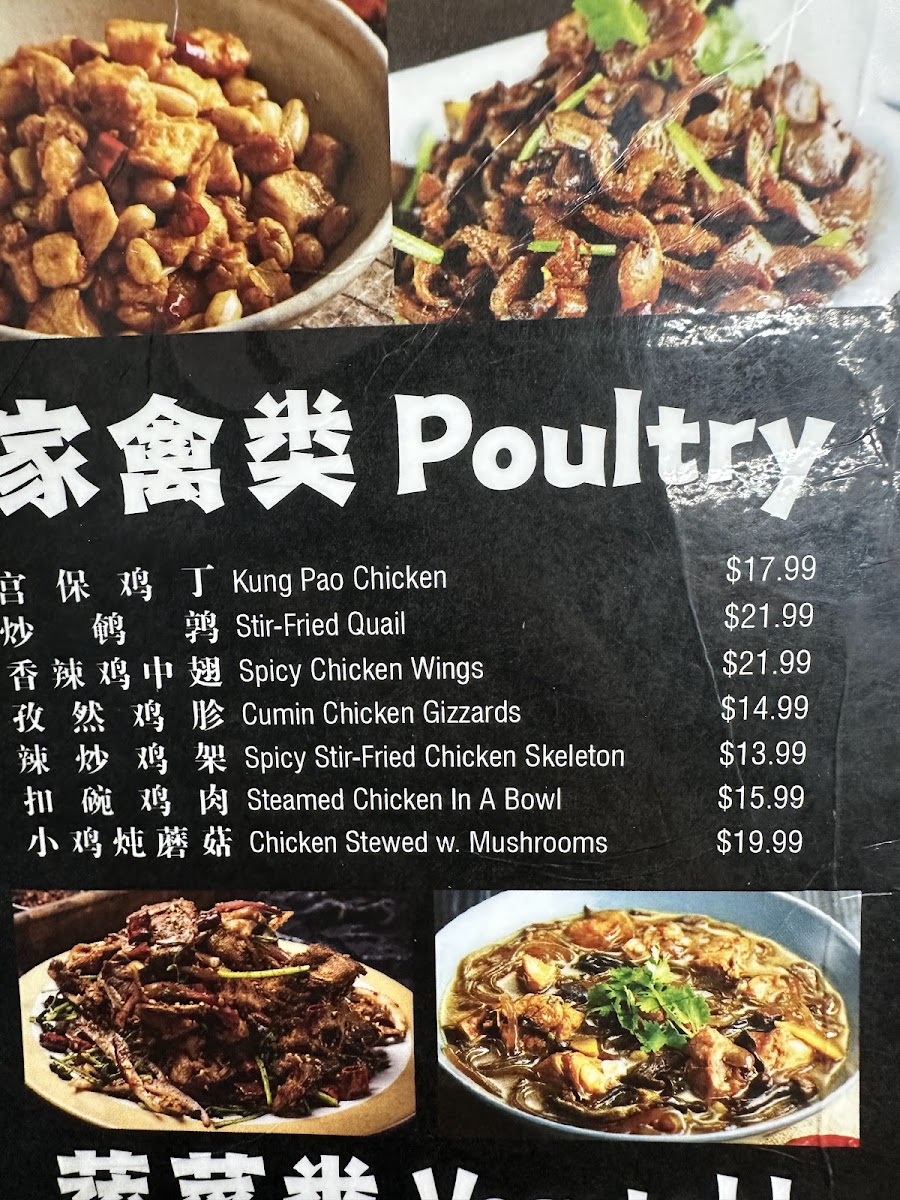 家禽类 Poultry
宫保鸡丁 Kung Pao Chicken $17.99
炒鹌鹑 Stir-Fried Quail $21.99
香辣鸡中翅 Spicy Chicken Wings $21.99
孜然鸡胗 Cumin Chicken Gizzards $14.99
辣炒鸡架 Spicy Stir-Fried Chicken Skeleton $13.99
扣碗鸡肉 Steamed Chicken In A Bowl $15.99
小鸡炖蘑菇 Chicken Stewed w. Mushrooms $19.99
蔬菜类